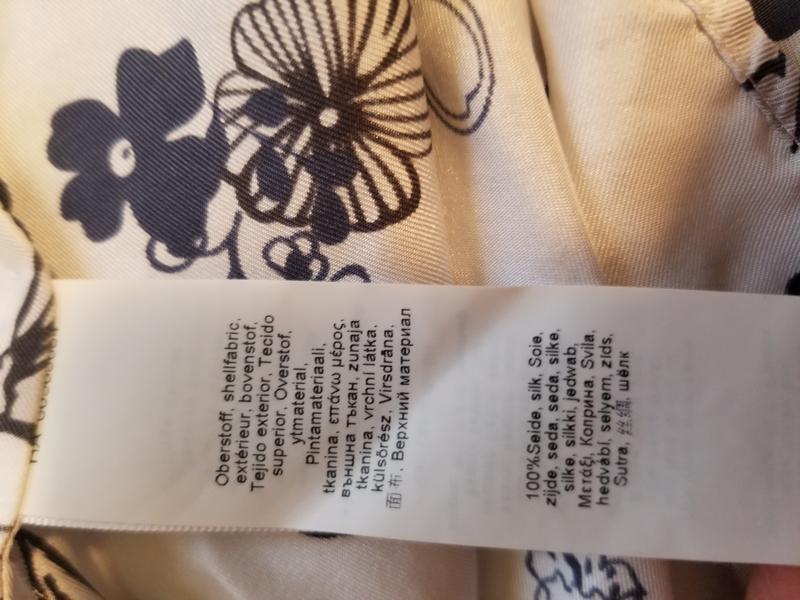 Oberstoff, shellfabric,
extérieur, bovenstof,
Tejido exterior, Tecido
superior, Overstof,
ytmaterial,
Pintamateriaali,
tkanina, επάνω μέρος,
външна тъкан, zunaja
tkanina, vrchní látka,
külsőrész, Virsdrāna,
面布, Верхний материал
100%Seide, silk, Soie,
zijde, seda, seda, silke,
silke, silkki, jedwab,
Μετάξι, Коприна, Svila,
hedvábí, selyem, zīds,
Sutra, 丝绸, шёлк